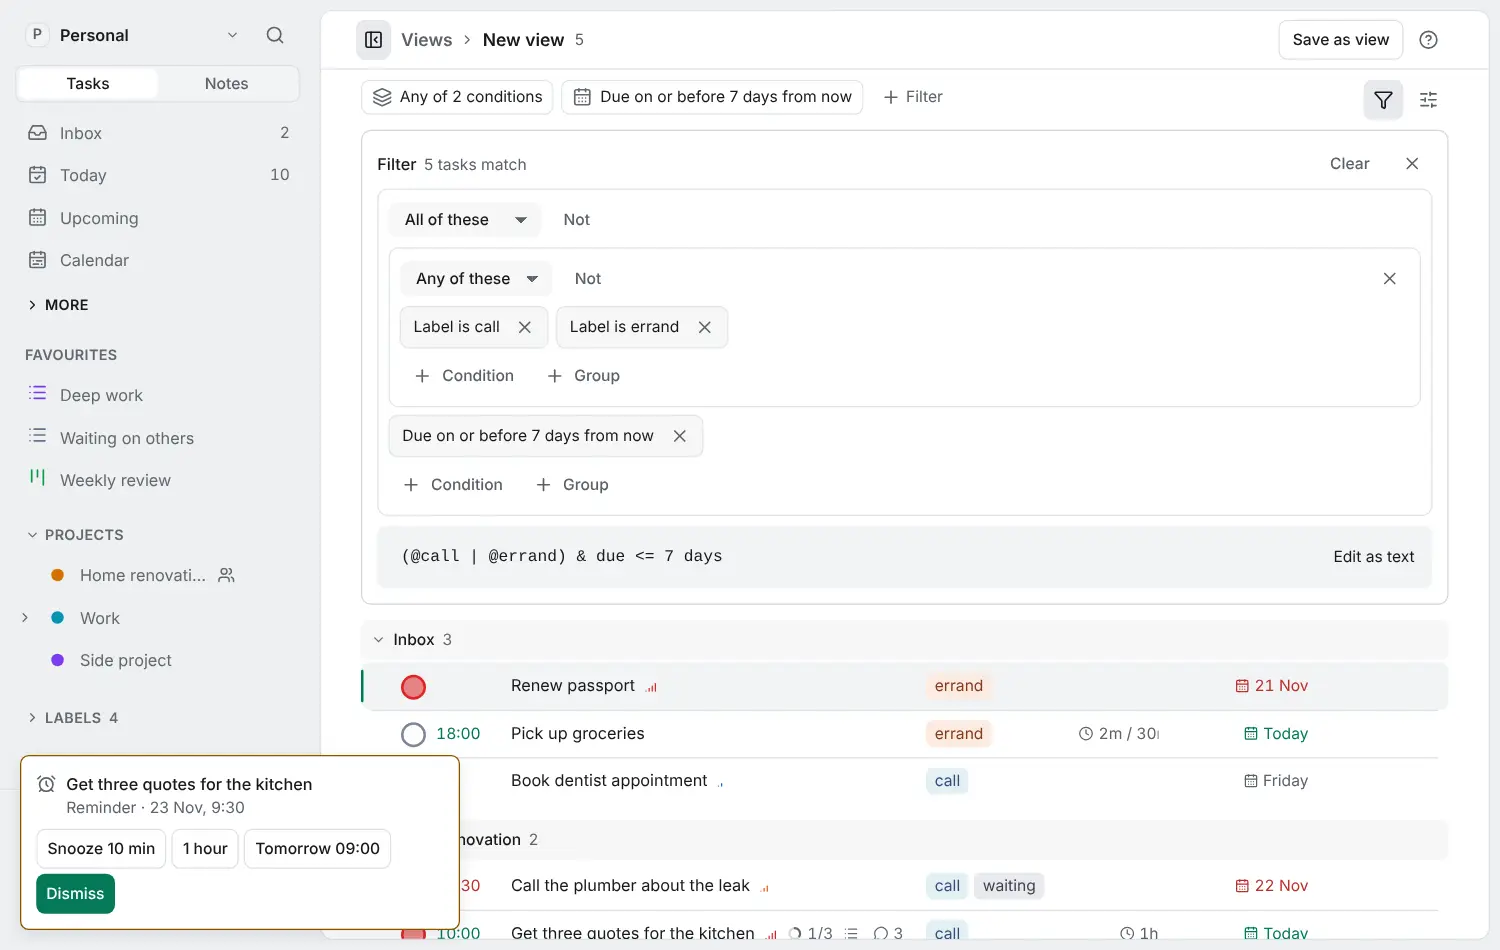 P Personal
Tasks Notes
Inbox 2
Today 10
Upcoming
Calendar
MORE
FAVOURITES
Deep work
Waiting on others
Weekly review
PROJECTS
Home renovati...
Work
Side project
LABELS 4
Get three quotes for the kitchen
Reminder · 23 Nov, 9:30
Snooze 10 min 1 hour Tomorrow 09:00
Dismiss
Views New view 5 Save as view
Any of 2 conditions Due on or before 7 days from now Filter
Filter 5 tasks match Clear
All of these Not
Any of these Not
Label is call Label is errand
Condition Group
Due on or before 7 days from now
Condition Group
(@call | @errand) & due <= 7 days Edit as text
Inbox 3
Renew passport errand 21 Nov
18:00 Pick up groceries errand 2m / 30 Today
Book dentist appointment call Friday
novation 2
30 Call the plumber about the leak call waiting 22 Nov
10:00 Get three quotes for the kitchen 1/3 3 call 1h Today